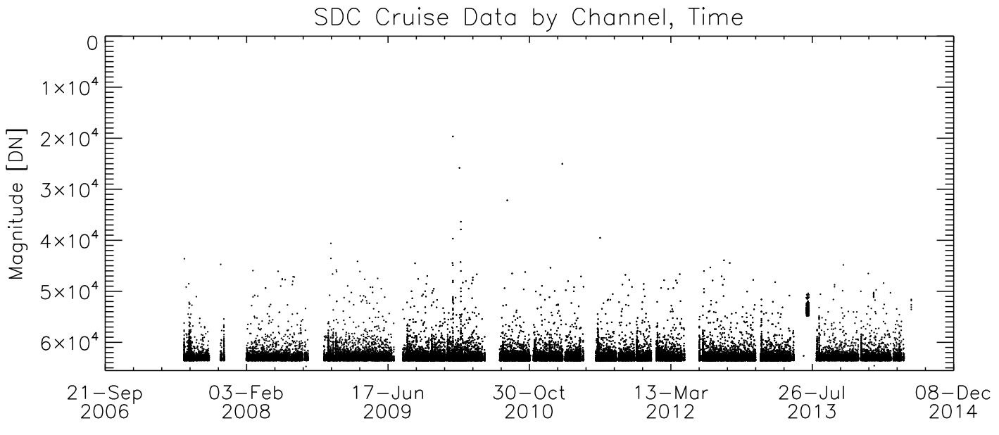 SDC Cruise Data by Channel, Time
Magnitude [DN]
0
1×10⁴
2×10⁴
3×10⁴
4×10⁴
5×10⁴
6×10⁴
21-Sep 03-Feb 17-Jun 30-Oct 13-Mar 26-Jul 08-Dec
2006 2008 2009 2010 2012 2013 2014